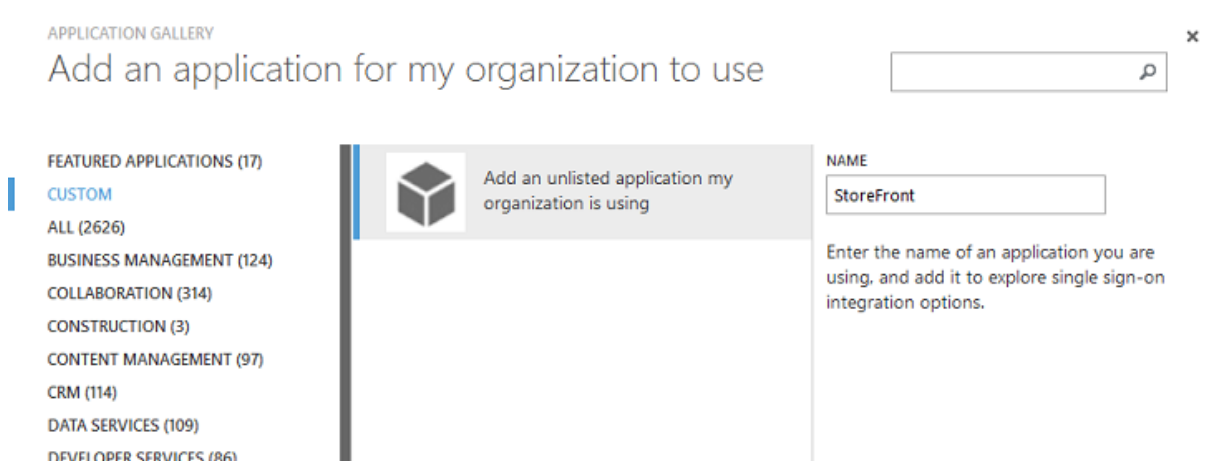 APPLICATION GALLERY
Add an application for my organization to use
FEATURED APPLICATIONS (17)
CUSTOM
ALL (2626)
BUSINESS MANAGEMENT (124)
COLLABORATION (314)
CONSTRUCTION (3)
CONTENT MANAGEMENT (97)
CRM (114)
DATA SERVICES (109)
DEVELOPER SERVICES (86)
Add an unlisted application my
organization is using
NAME
StoreFront
Enter the name of an application you are
using, and add it to explore single sign-on
integration options.